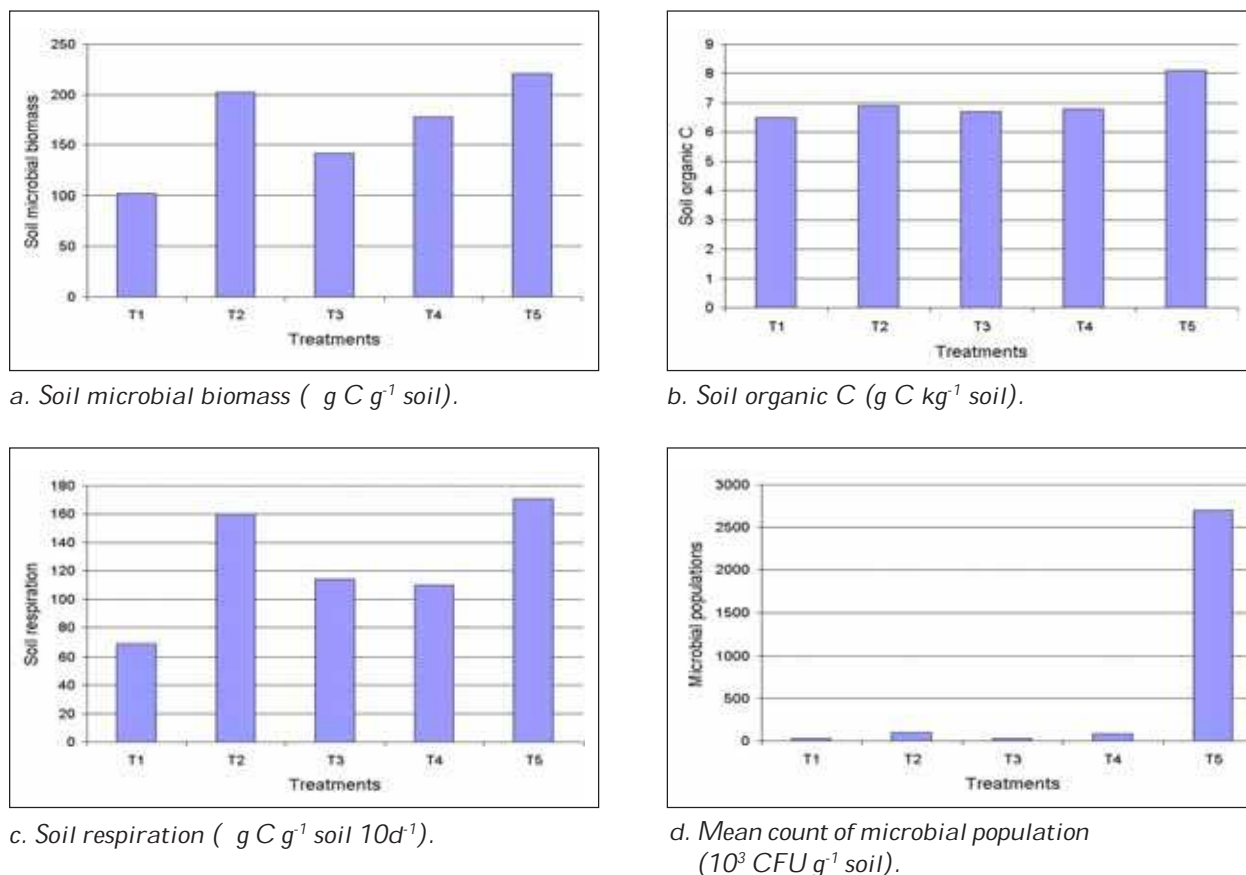 250
200
150
100
50
0
Soil microbial biomass
T1 T2 T3 T4 T5
Treatments
a. Soil microbial biomass ( g C g⁻¹ soil).
9
8
7
6
5
4
3
2
1
0
Soil organic C
T1 T2 T3 T4 T5
Treatments
b. Soil organic C (g C kg⁻¹ soil).
180
160
140
120
100
80
60
40
20
0
Soil respiration
T1 T2 T3 T4 T5
Treatments
c. Soil respiration ( g C g⁻¹ soil 10d⁻¹).
3000
2500
2000
1500
1000
500
0
Microbial populations
T1 T2 T3 T4 T5
Treatments
d. Mean count of microbial population
(10³ CFU g⁻¹ soil).